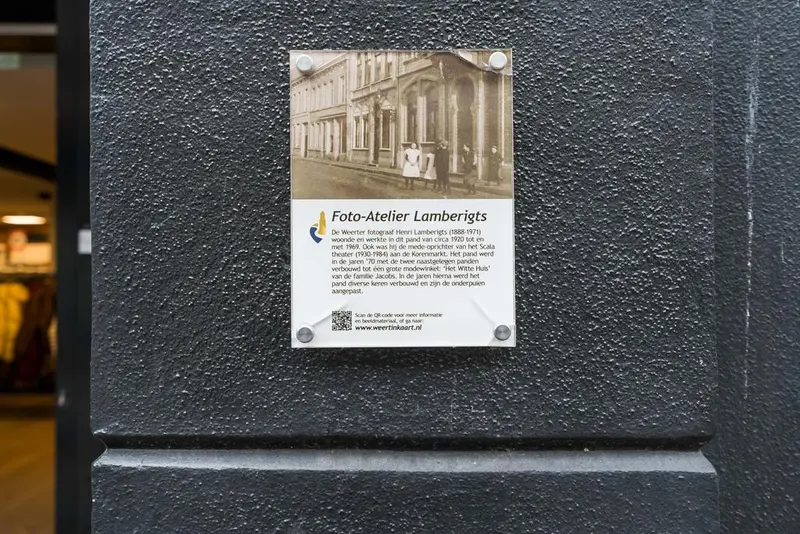 Foto-Atelier Lamberigts
De Weerter fotograaf Henri Lamberigts (1888-1971)
woonde en werkte in dit pand van circa 1920 tot en
met 1969. Ook was hij de mede-oprichter van het Scala
theater (1930-1984) aan de Korenmarkt. Het pand werd
in de jaren '70 met de twee naastgelegen panden
verbouwd tot één grote modewinkel: 'Het Witte Huis'
van de familie Jacobs. In de jaren hierna werd het
pand diverse keren verbouwd en zijn de onderpuien
aangepast.
Scan de QR-code voor meer informatie
en beeldmateriaal, of ga naar:
www.weertinkaart.nl